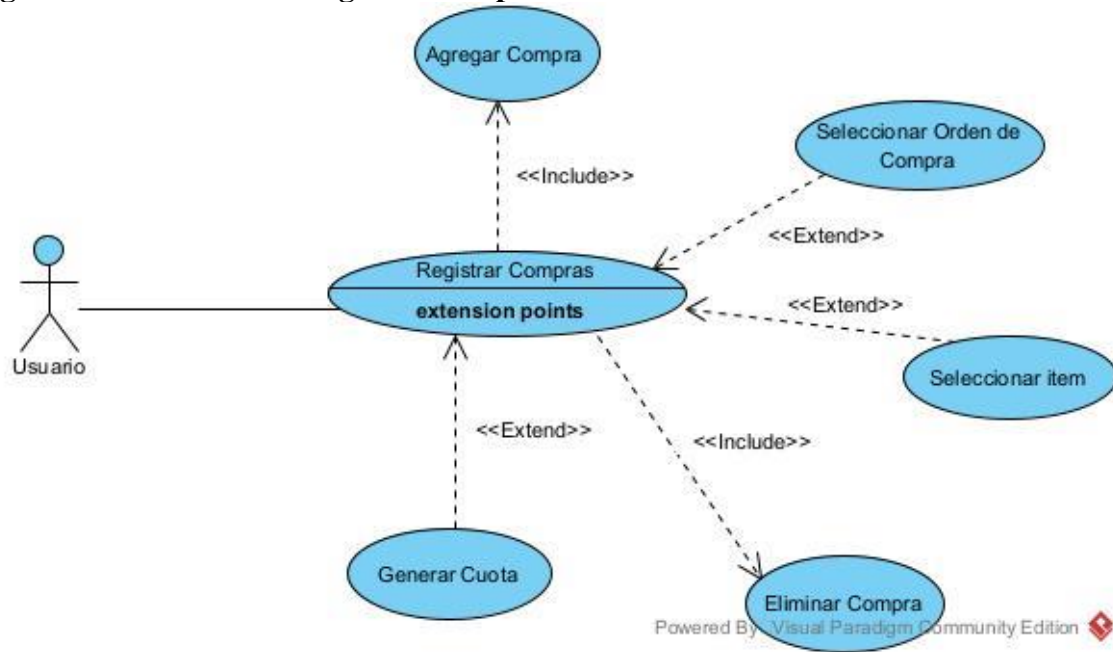 Agregar Compra
Seleccionar Orden de
Compra
<<Include>>
<<Extend>>
Registrar Compras
extension points
<<Extend>>
Usuario
Seleccionar item
<<Extend>>
<<Include>>
Generar Cuota
Eliminar Compra
Powered By Visual Paradigm Community Edition